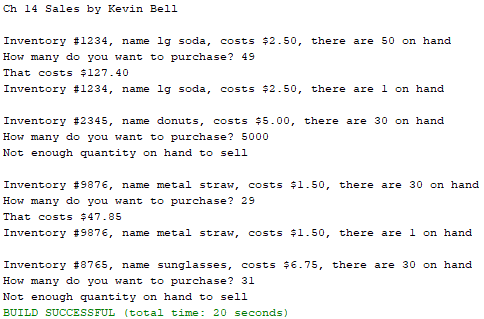 Ch 14 Sales by Kevin Bell
Inventory #1234, name lg soda, costs $2.50, there are 50 on hand
How many do you want to purchase? 49
That costs $127.40
Inventory #1234, name lg soda, costs $2.50, there are 1 on hand
Inventory #2345, name donuts, costs $5.00, there are 30 on hand
How many do you want to purchase? 5000
Not enough quantity on hand to sell
Inventory #9876, name metal straw, costs $1.50, there are 30 on hand
How many do you want to purchase? 29
That costs $47.85
Inventory #9876, name metal straw, costs $1.50, there are 1 on hand
Inventory #8765, name sunglasses, costs $6.75, there are 30 on hand
How many do you want to purchase? 31
Not enough quantity on hand to sell
BUILD SUCCESSFUL (total time: 20 seconds)